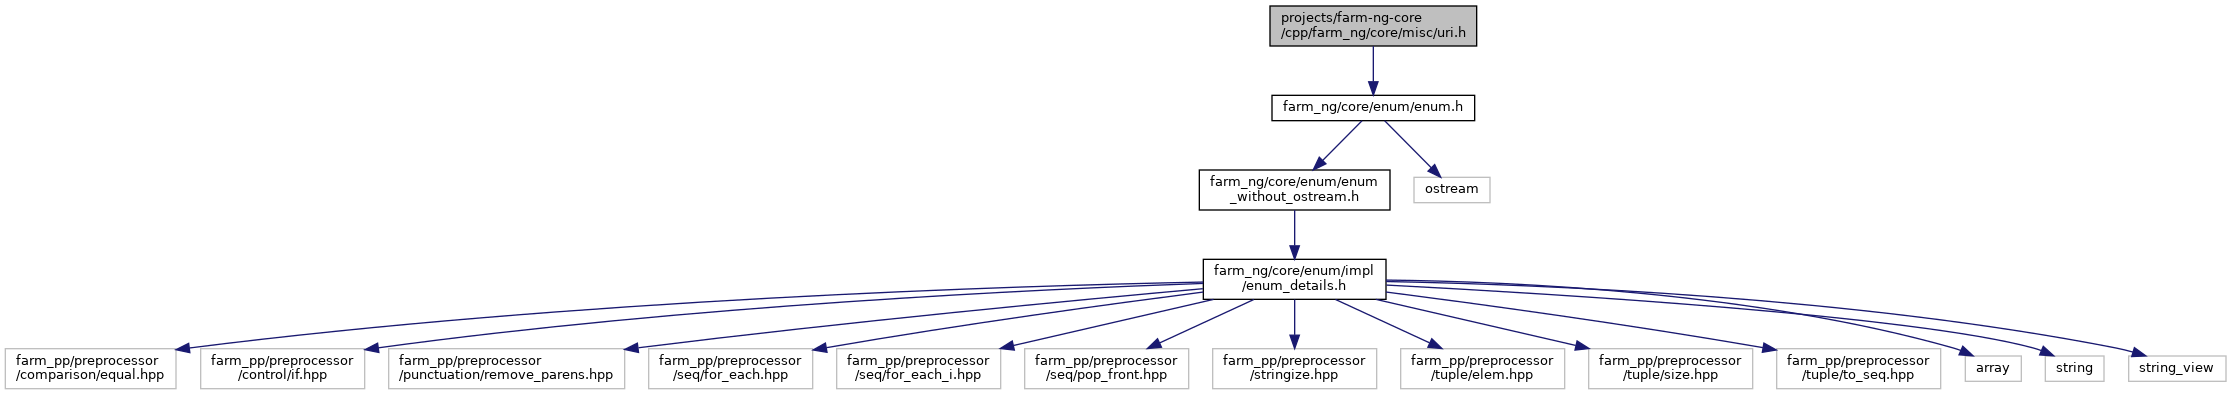 projects/farm-ng-core
/cpp/farm_ng/core/misc/uri.h
farm_ng/core/enum/enum.h
farm_ng/core/enum/enum
_without_ostream.h
ostream
farm_ng/core/enum/impl
/enum_details.h
farm_pp/preprocessor
/comparison/equal.hpp
farm_pp/preprocessor
/control/if.hpp
farm_pp/preprocessor
/punctuation/remove_parens.hpp
farm_pp/preprocessor
/seq/for_each.hpp
farm_pp/preprocessor
/seq/for_each_i.hpp
farm_pp/preprocessor
/seq/pop_front.hpp
farm_pp/preprocessor
/stringize.hpp
farm_pp/preprocessor
/tuple/elem.hpp
farm_pp/preprocessor
/tuple/size.hpp
farm_pp/preprocessor
/tuple/to_seq.hpp
array
string
string_view